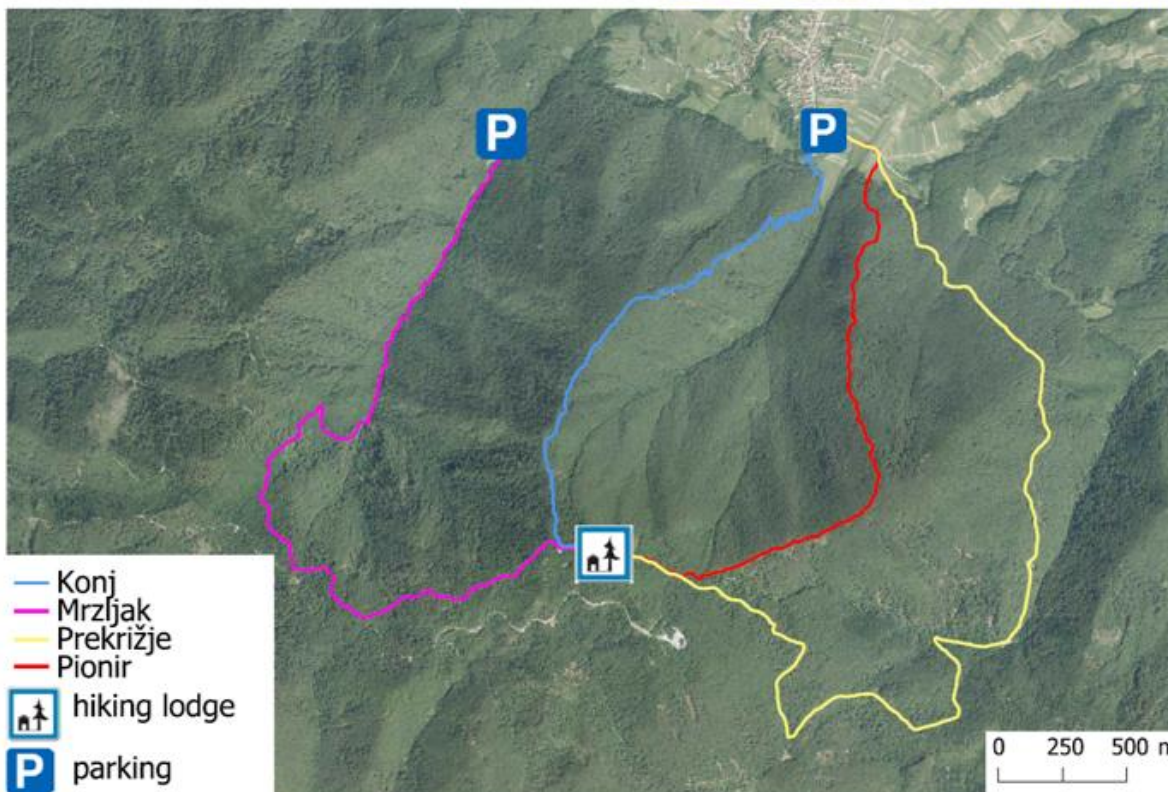 P
P
Konj
Mrzljak
Prekrižje
Pionir
hiking lodge
P parking
0 250 500 m